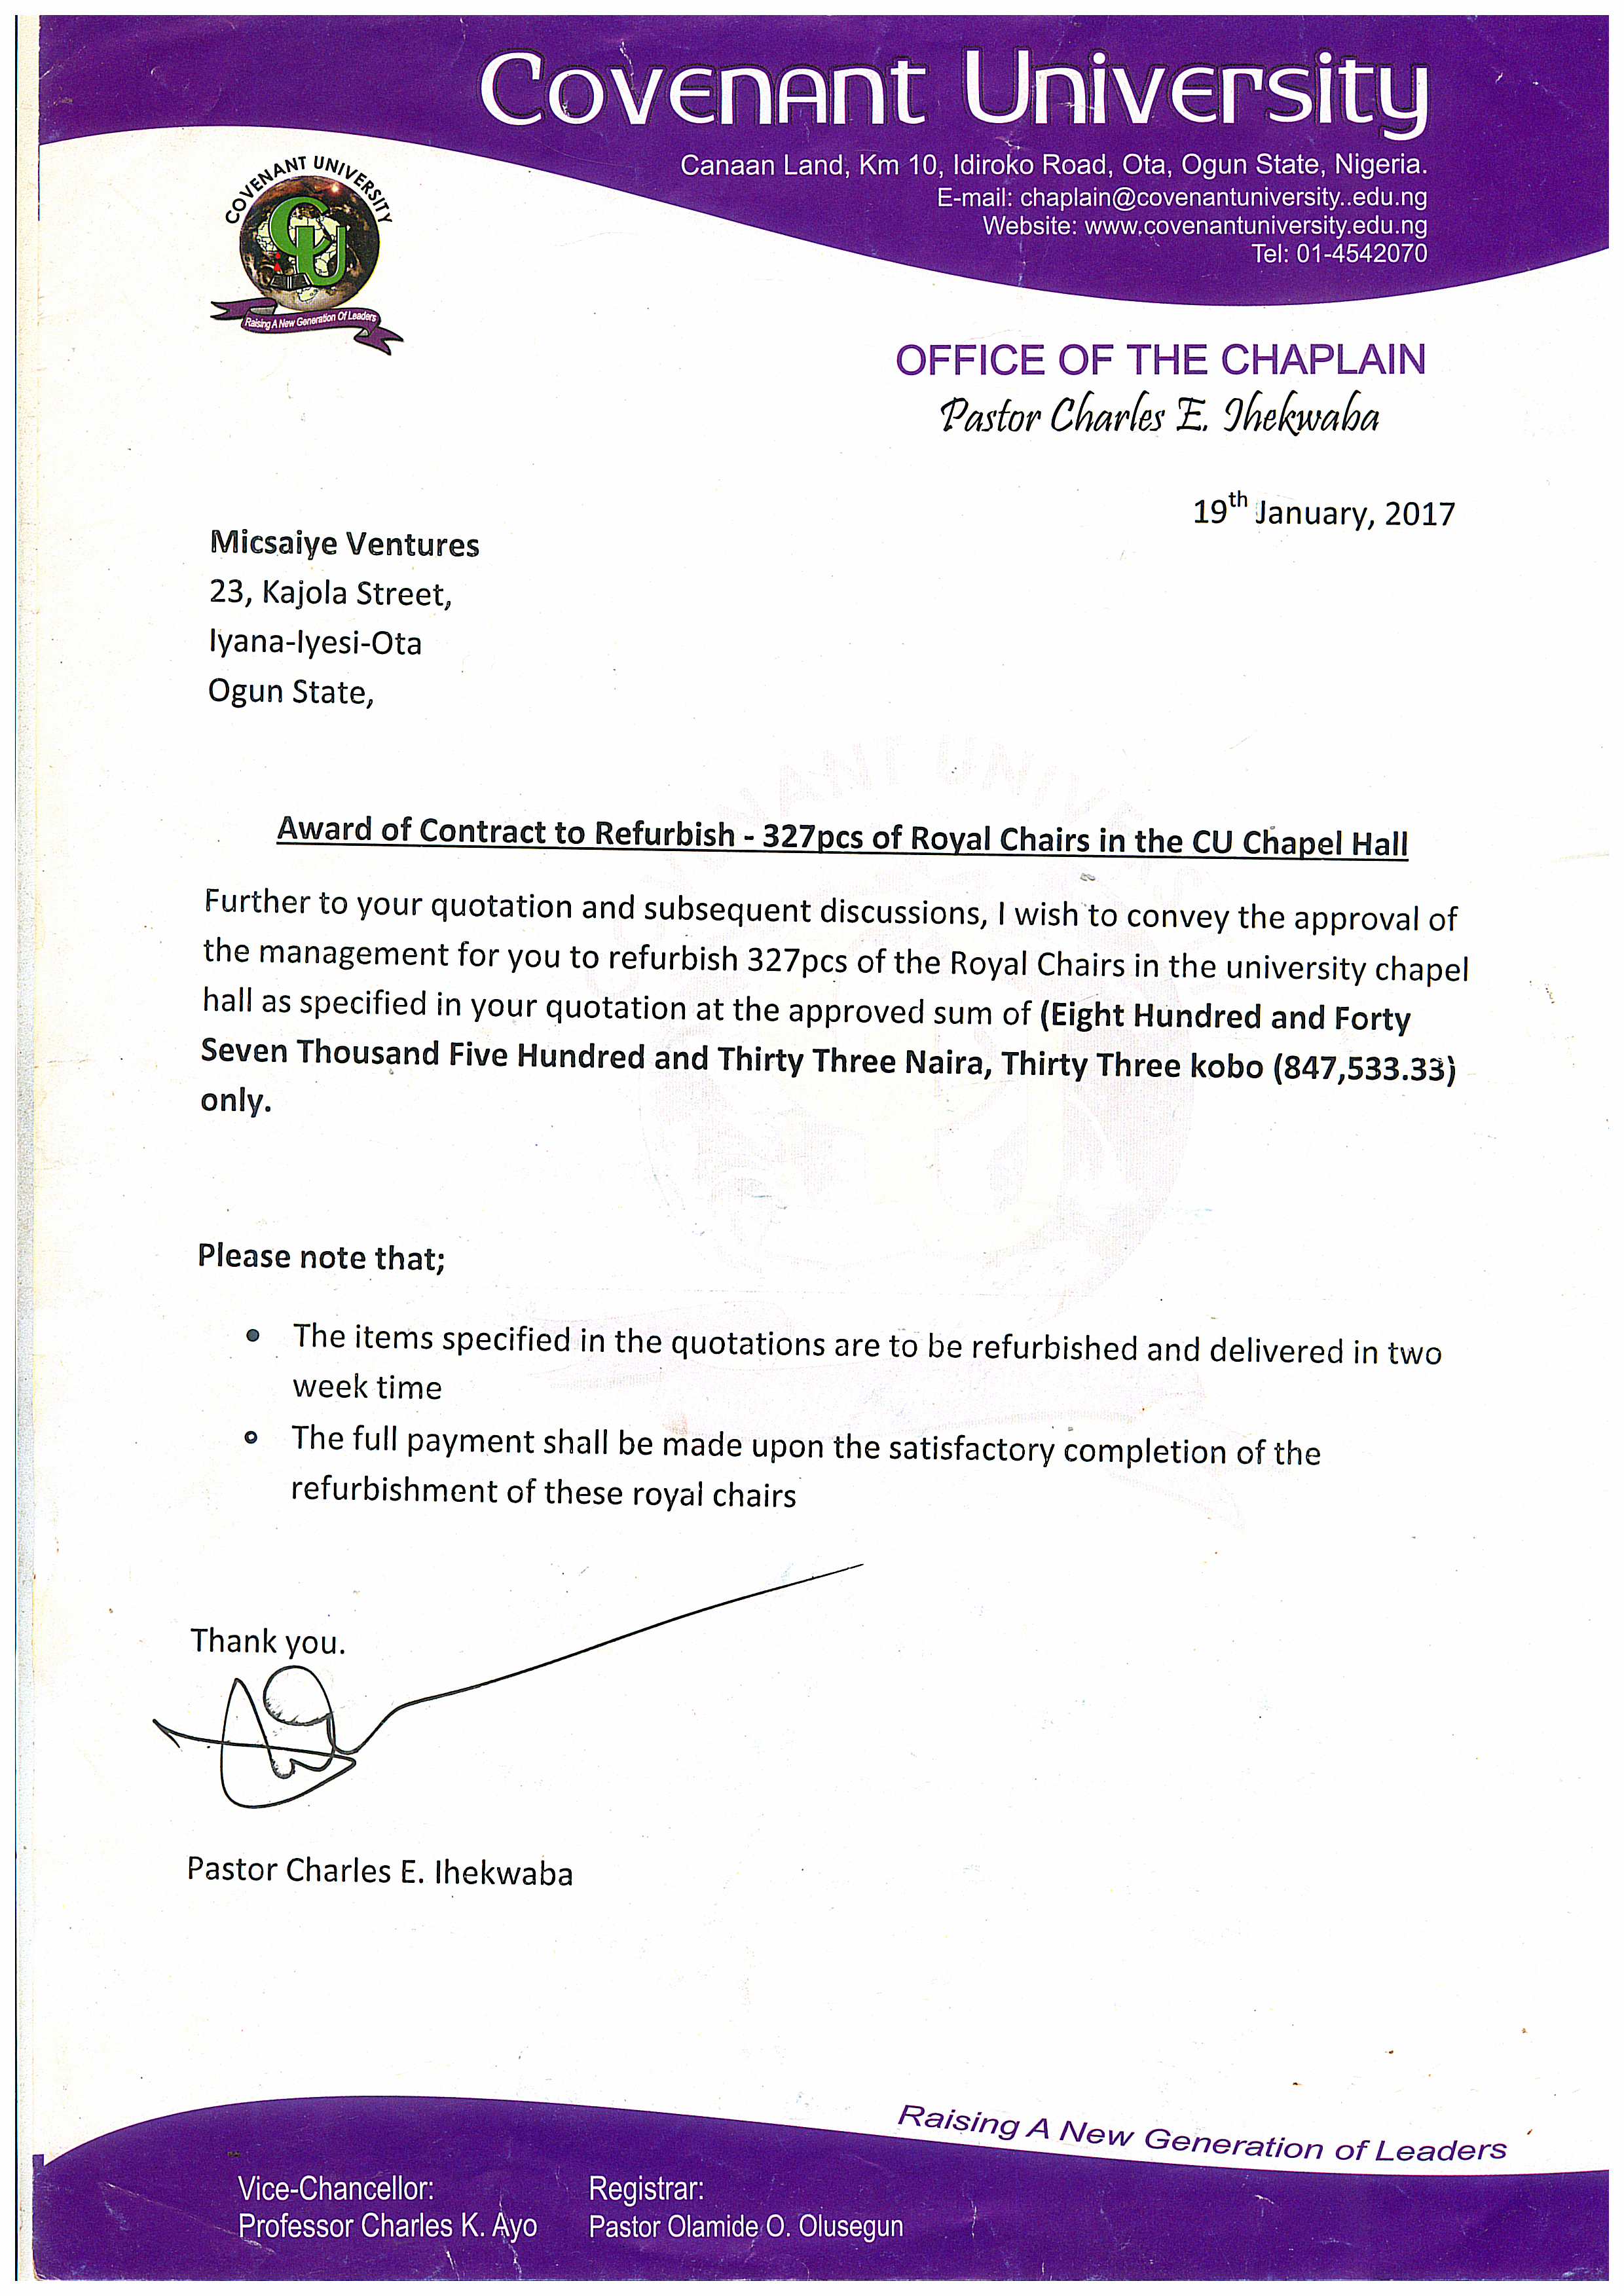 Covenant University
Canaan Land, Km 10, Idiroko Road, Ota, Ogun State, Nigeria.
E-mail: chaplain@covenantuniversity..edu.ng
Website: www.covenantuniversity.edu.ng
Tel: 01-4542070
COVENANT UNIVERSITY
CU
Raising A New Generation Of Leaders
OFFICE OF THE CHAPLAIN
Pastor Charles E. Ihekwaba
19th January, 2017
Micsaiye Ventures
23, Kajola Street,
Iyana-Iyesi-Ota
Ogun State,
Award of Contract to Refurbish - 327pcs of Royal Chairs in the CU Chapel Hall
Further to your quotation and subsequent discussions, I wish to convey the approval of
the management for you to refurbish 327pcs of the Royal Chairs in the university chapel
hall as specified in your quotation at the approved sum of (Eight Hundred and Forty
Seven Thousand Five Hundred and Thirty Three Naira, Thirty Three kobo (847,533.33)
only.
Please note that;
• The items specified in the quotations are to be refurbished and delivered in two
week time
• The full payment shall be made upon the satisfactory completion of the
refurbishment of these royal chairs
Thank you.
Pastor Charles E. Ihekwaba
Raising A New Generation of Leaders
Vice-Chancellor:
Professor Charles K. Ayo
Registrar:
Pastor Olamide O. Olusegun